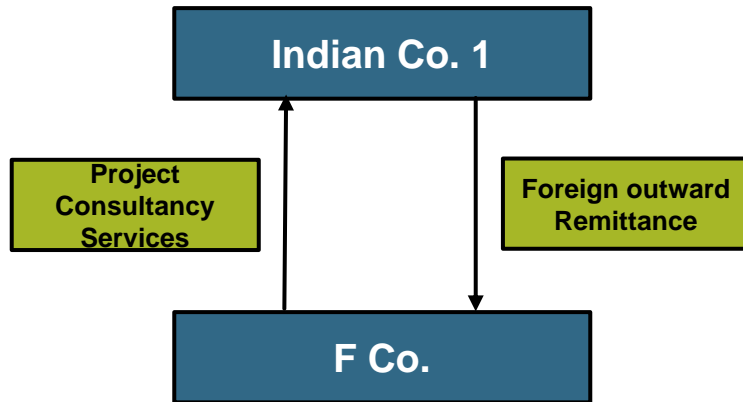 Indian Co. 1
Project
Consultancy
Services
Foreign outward
Remittance
F Co.